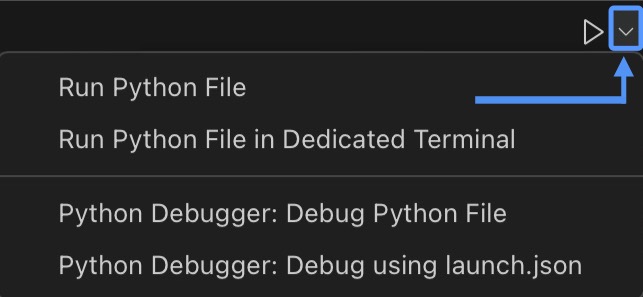 Run Python File
Run Python File in Dedicated Terminal
Python Debugger: Debug Python File
Python Debugger: Debug using launch.json